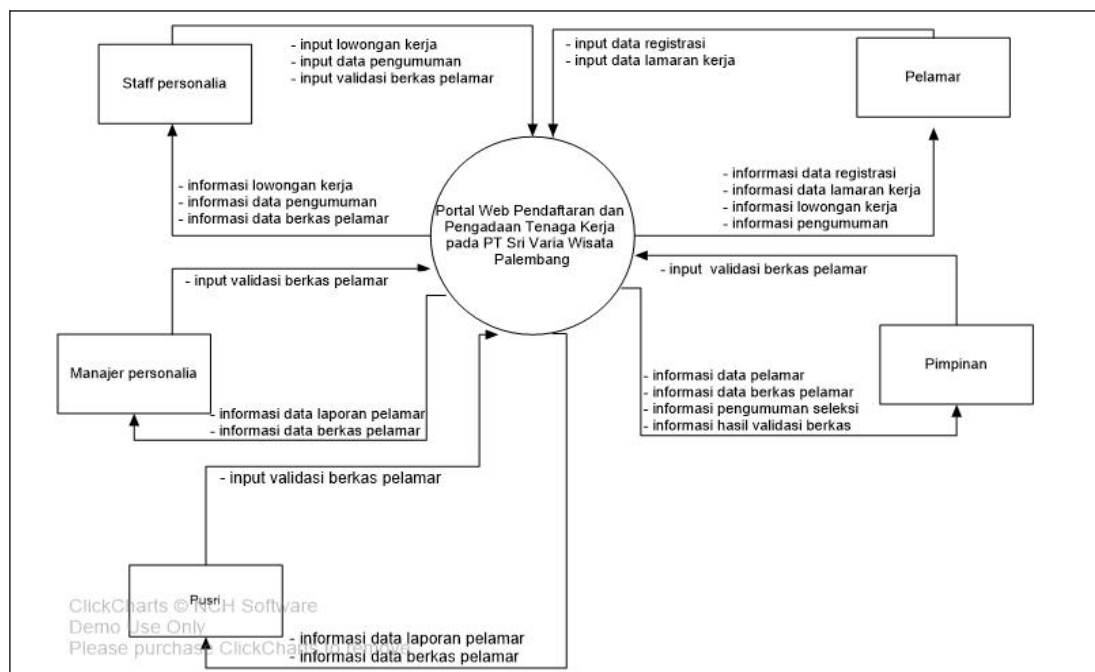 - input lowongan kerja
- input data pengumuman
- input validasi berkas pelamar
Staff personalia
- input data registrasi
- input data lamaran kerja
Pelamar
- informasi lowongan kerja
- informasi data pengumuman
- informasi data berkas pelamar
Portal Web Pendaftaran dan
Pengadaan Tenaga Kerja
pada PT Sri Varia Wisata
Palembang
- inforrmasi data registrasi
- informasi data lamaran kerja
- informasi lowongan kerja
- informasi pengumuman
- input validasi berkas pelamar
- input validasi berkas pelamar
Manajer personalia
Pimpinan
- informasi data laporan pelamar
- informasi data berkas pelamar
- informasi data pelamar
- informasi data berkas pelamar
- informasi pengumuman seleksi
- informasi hasil validasi berkas
- input validasi berkas pelamar
Pusri
- informasi data laporan pelamar
- informasi data berkas pelamar
ClickCharts © NCH Software
Demo Use Only
Please purchase ClickCharts to remove